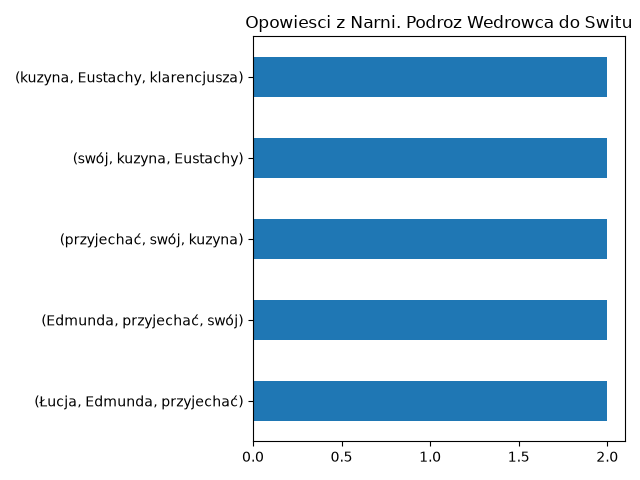 Opowiesci z Narni. Podroz Wedrowca do Switu
(kuzyna, Eustachy, klarencjusza)
(swój, kuzyna, Eustachy)
(przyjechać, swój, kuzyna)
(Edmunda, przyjechać, swój)
(Łucja, Edmunda, przyjechać)
0.0 0.5 1.0 1.5 2.0